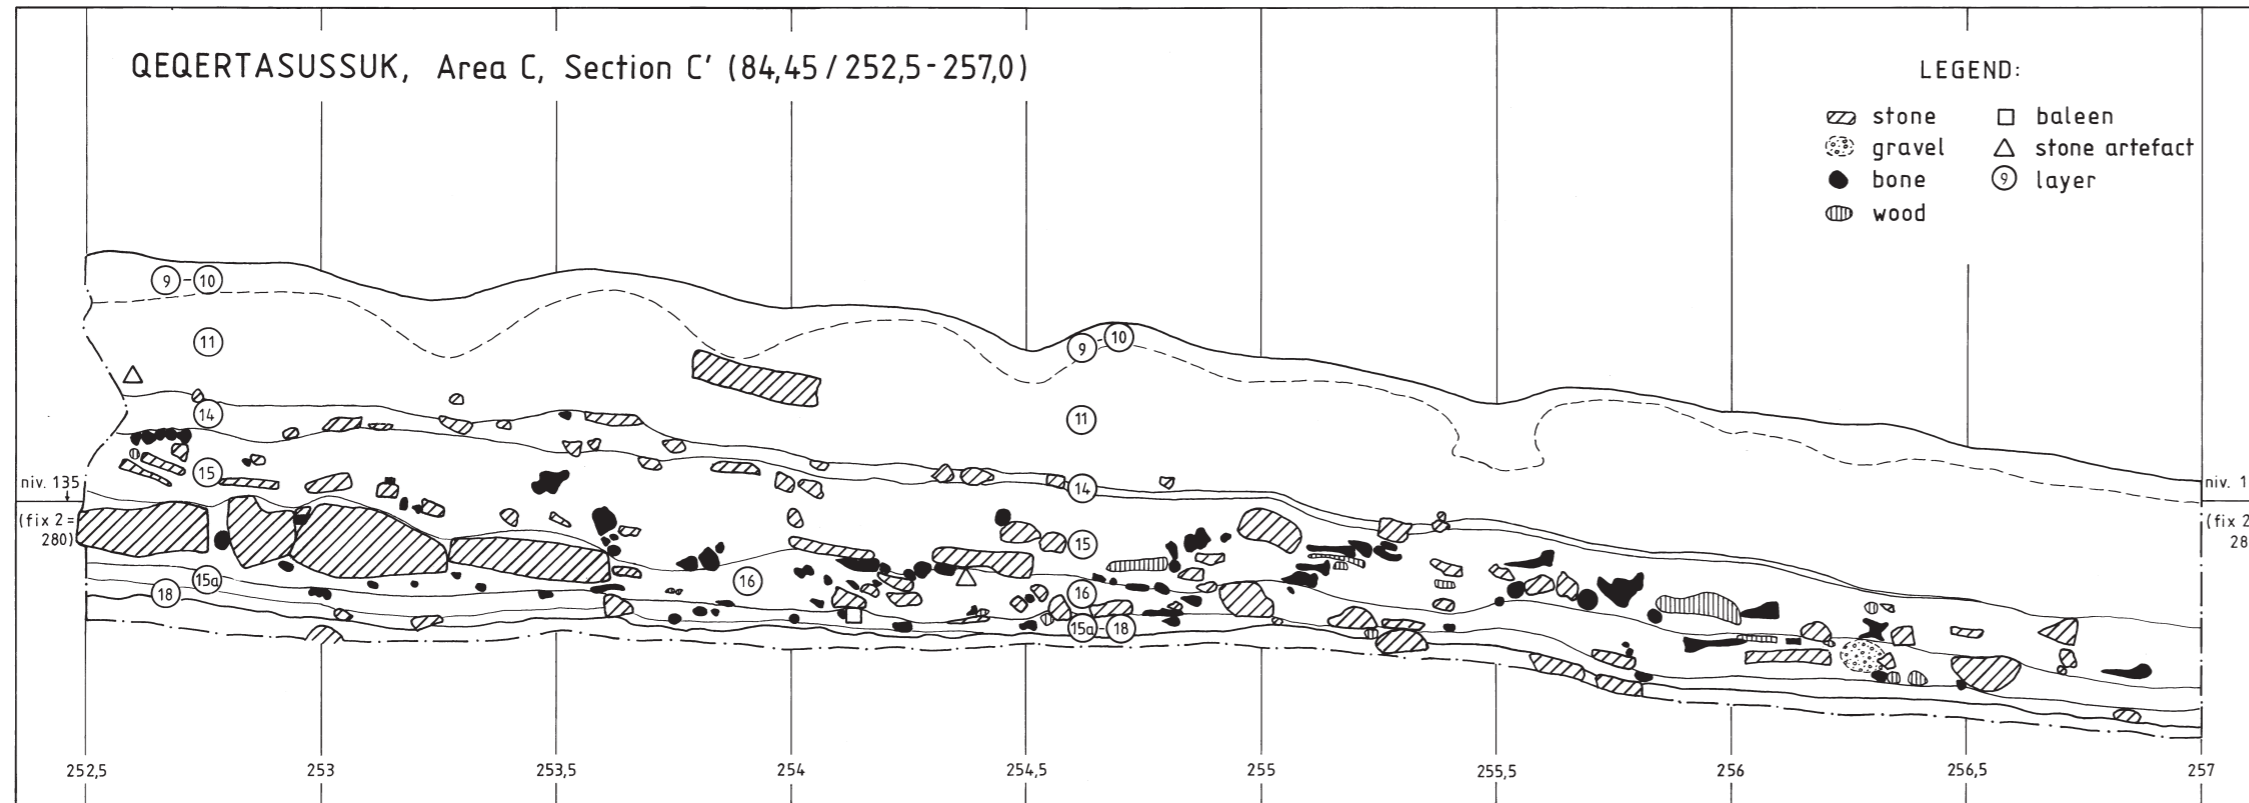 QEQERTASUSSUK, Area C, Section C' (84,45 / 252,5 - 257,0)
LEGEND:
stone
baleen
gravel
stone artefact
bone
9 layer
wood
9 - 10
11
9 - 10
14
11
15
14
niv. 135
niv. 1
(fix 2 =
280)
(fix 2
28
15
15a
16
18
16
15a - 18
252,5 253 253,5 254 254,5 255 255,5 256 256,5 257